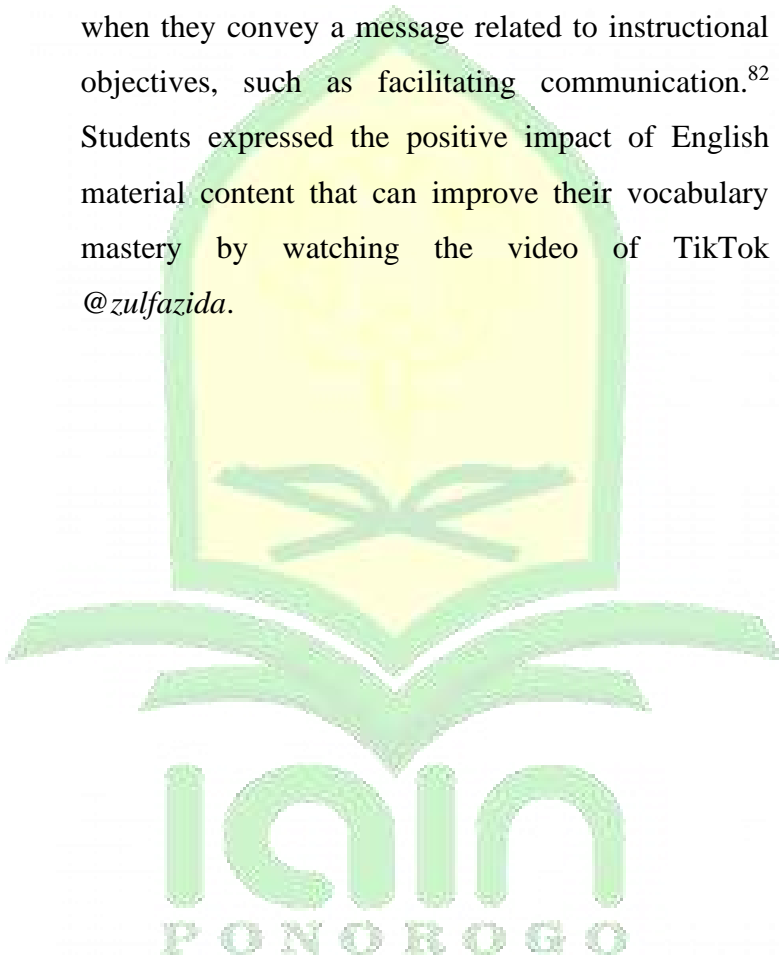 when they convey a message related to instructional
objectives, such as facilitating communication.82
Students expressed the positive impact of English
material content that can improve their vocabulary
mastery by watching the video of TikTok
@zulfazida.
iain
PONOROGO